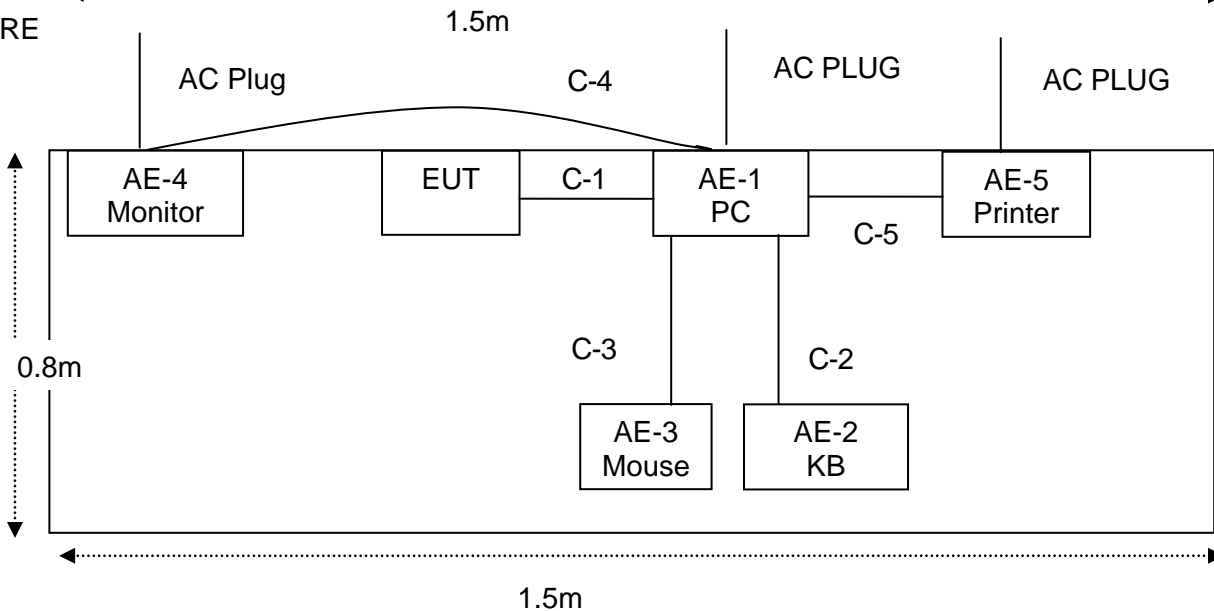 RE
1.5m
AC Plug
C-4
AC PLUG
AC PLUG
AE-4
Monitor
EUT
C-1
AE-1
PC
AE-5
Printer
C-5
C-3
C-2
0.8m
AE-3
Mouse
AE-2
KB
1.5m